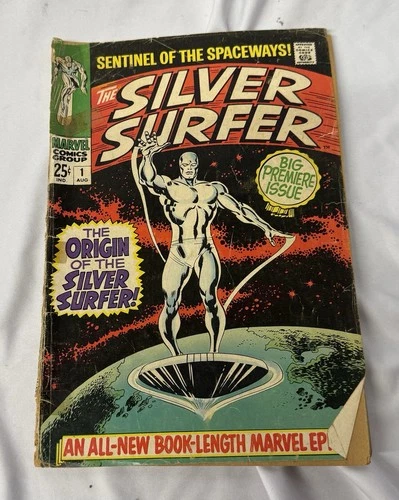 SENTINEL OF THE SPACEWAYS!
THE SILVER
SURFER
MARVEL
COMICS
GROUP
25¢ 1
IND. AUG
BIG
PREMIERE
ISSUE
THE
ORIGIN
OF THE
SILVER
SURFER!
AN ALL-NEW BOOK-LENGTH MARVEL EP